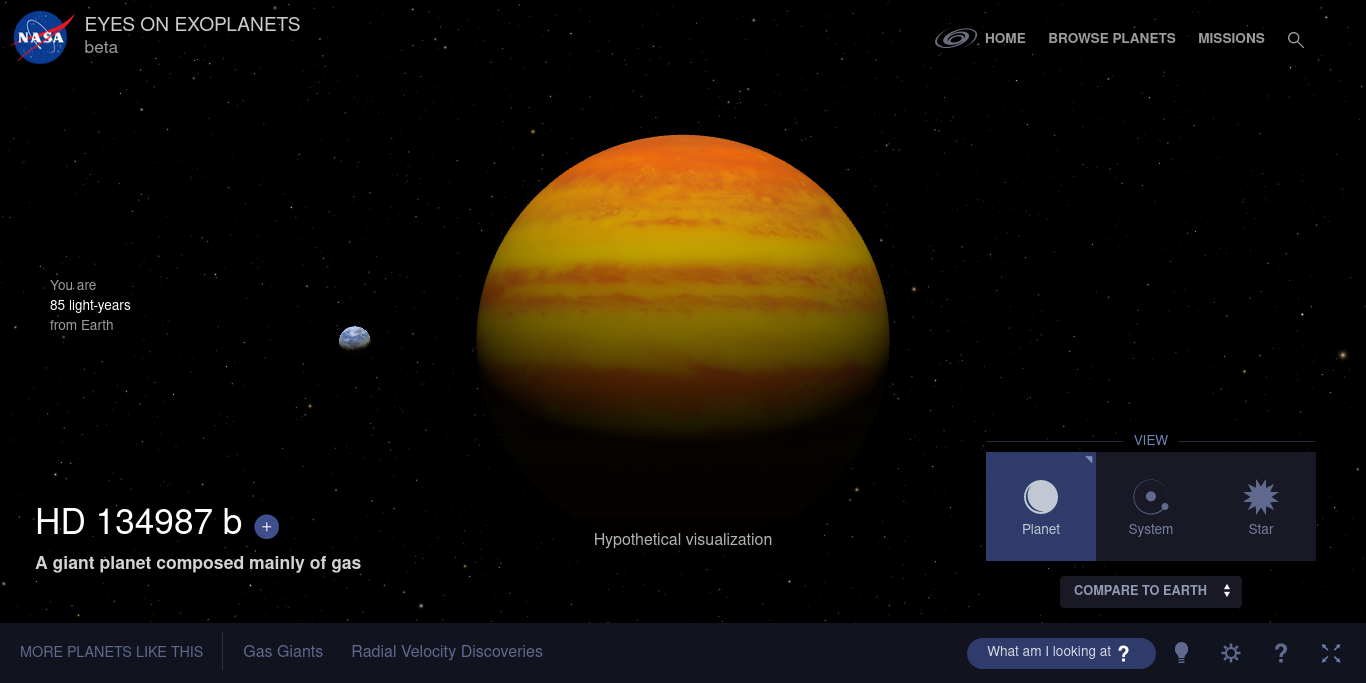 NASA
EYES ON EXOPLANETS
beta
HOME
BROWSE PLANETS
MISSIONS
You are
85 light-years
from Earth
VIEW
Planet
System
Star
HD 134987 b +
A giant planet composed mainly of gas
Hypothetical visualization
COMPARE TO EARTH
MORE PLANETS LIKE THIS
Gas Giants
Radial Velocity Discoveries
What am I looking at ?
?